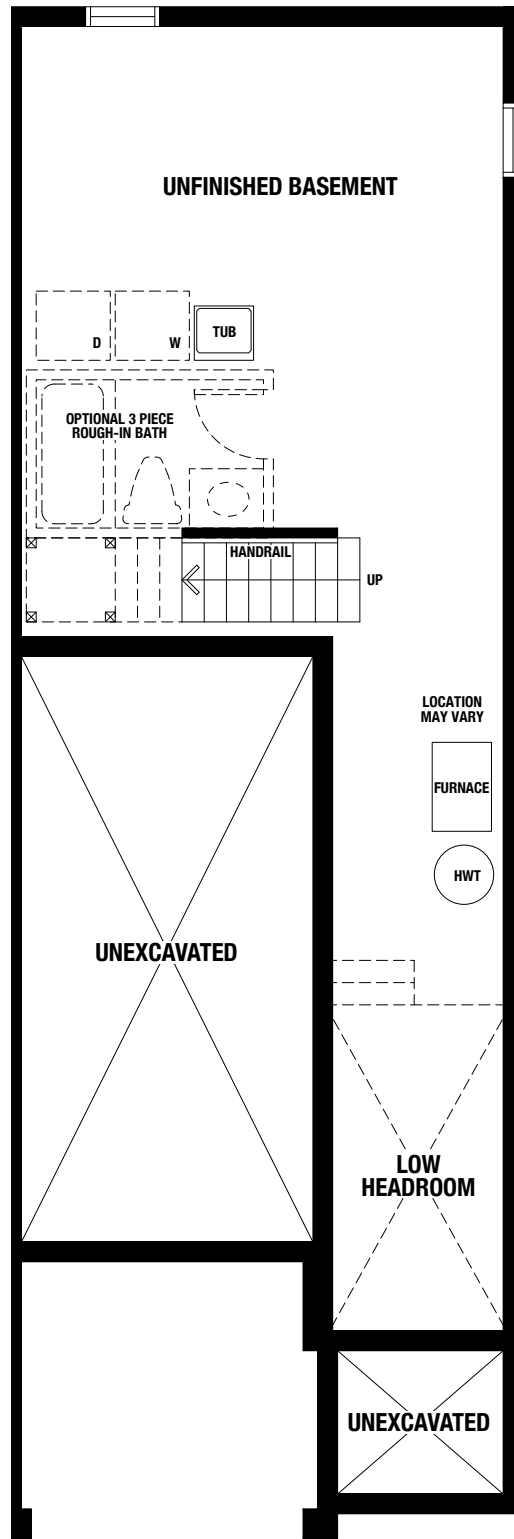 UNFINISHED BASEMENT
D
W
TUB
OPTIONAL 3 PIECE
ROUGH-IN BATH
HANDRAIL
UP
LOCATION
MAY VARY
FURNACE
HWT
UNEXCAVATED
LOW
HEADROOM
UNEXCAVATED